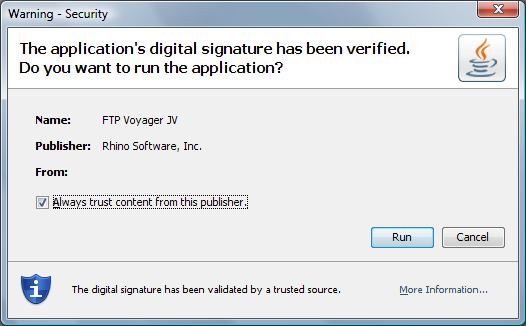 Warning - Security
The application's digital signature has been verified.
Do you want to run the application?
Name: FTP Voyager JV
Publisher: Rhino Software, Inc.
From:
Always trust content from this publisher.
Run Cancel
The digital signature has been validated by a trusted source. More Information...